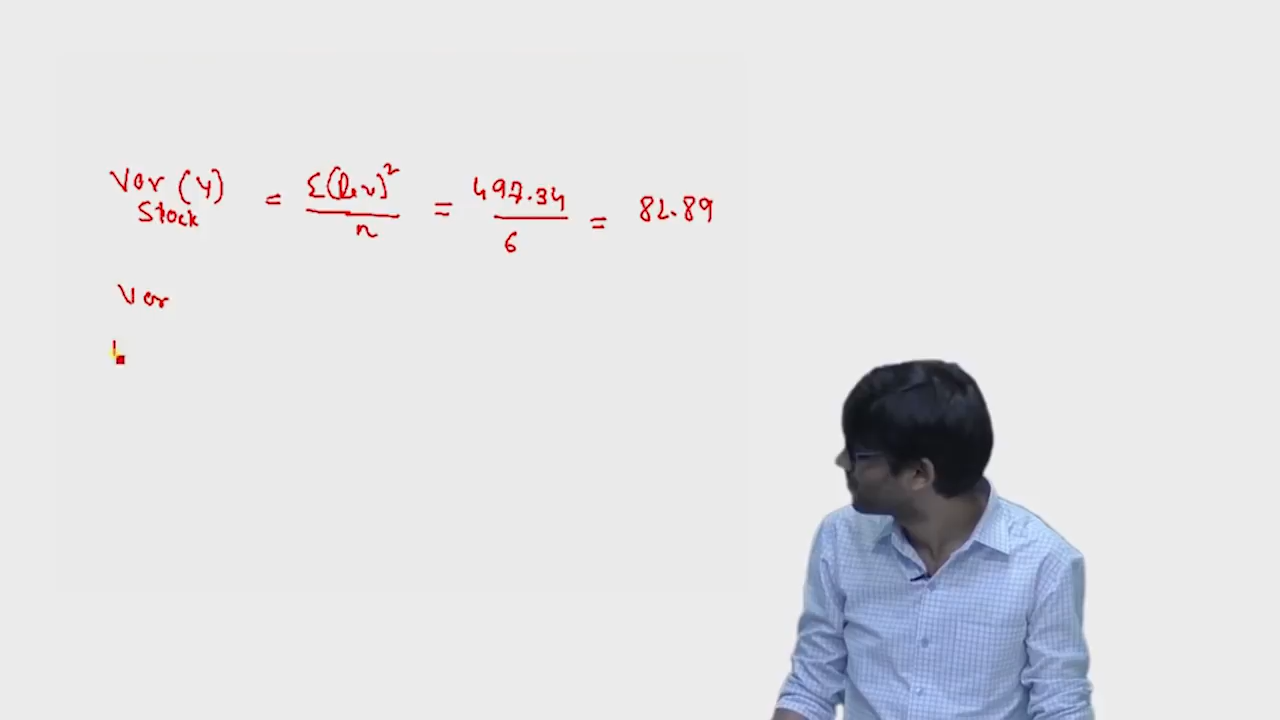 Var (Y) = Σ(Dev)² / n = 497.34 / 6 = 82.89
Stock
Var